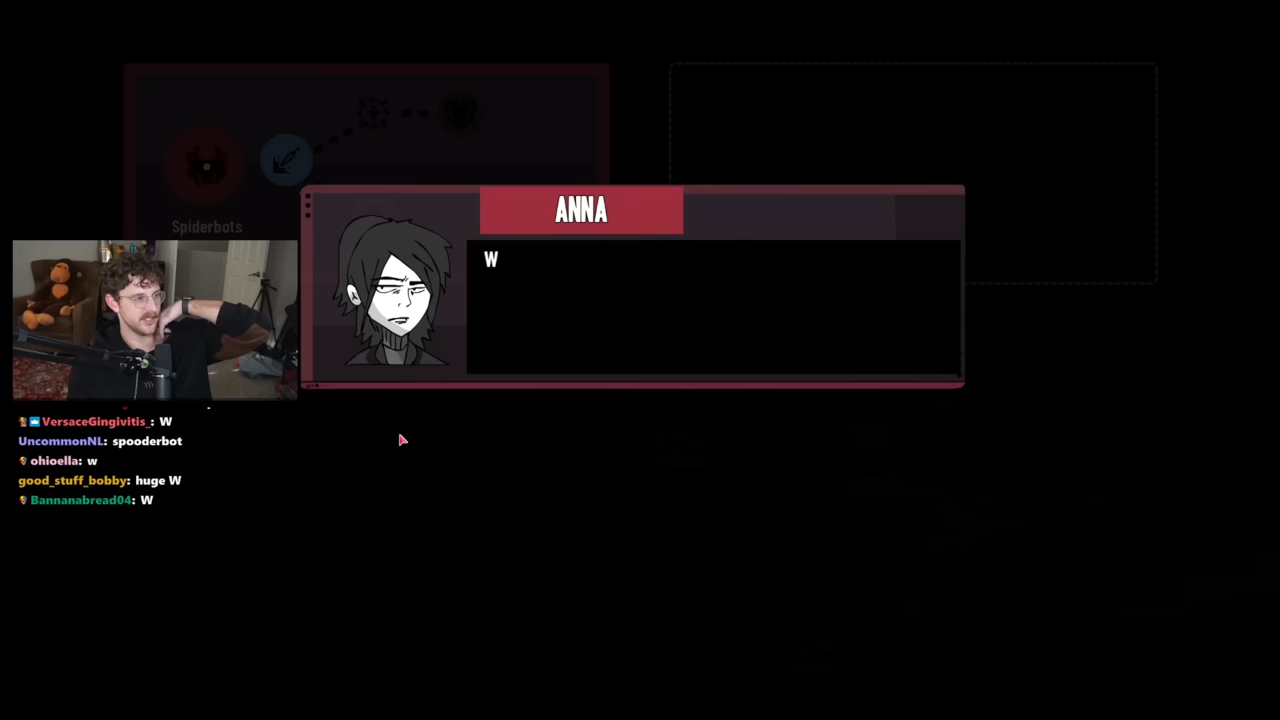 Spiderbots
ANNA
W
VersaceGingivitis_: W
UncommonNL: spooderbot
ohioella: w
good_stuff_bobby: huge W
Bannanabread04: W